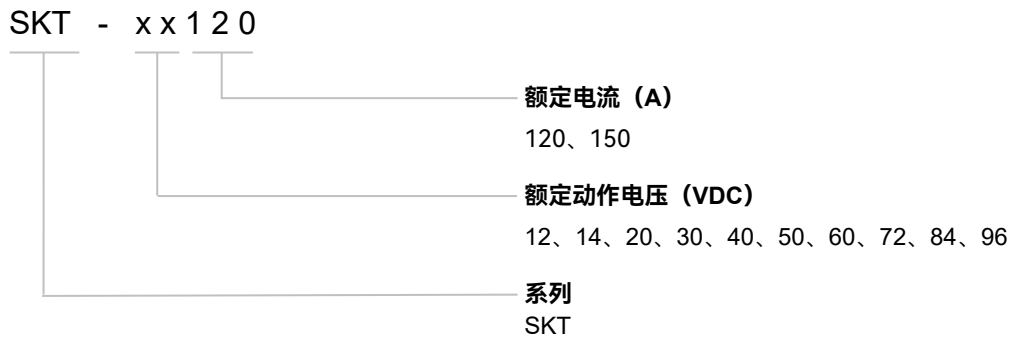 SKT - x x 1 2 0
额定电流（A）
120、150
额定动作电压（VDC）
12、14、20、30、40、50、60、72、84、96
系列
SKT